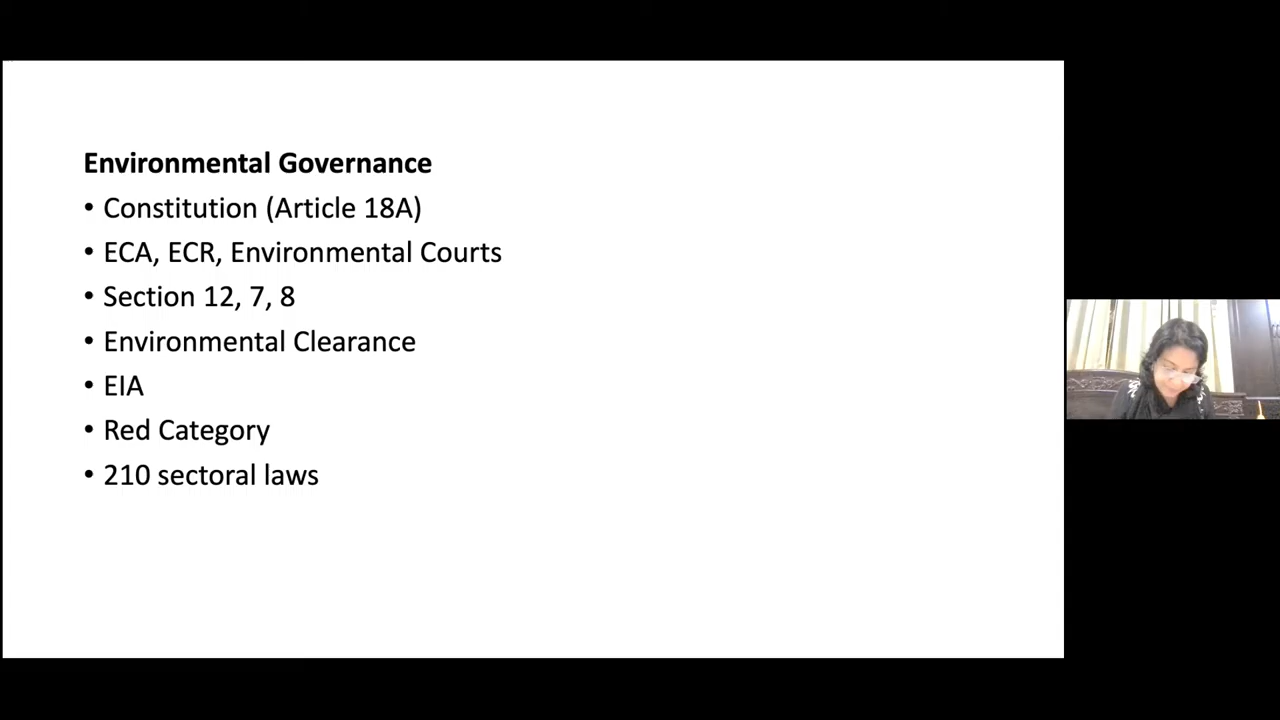 Environmental Governance
• Constitution (Article 18A)
• ECA, ECR, Environmental Courts
• Section 12, 7, 8
• Environmental Clearance
• EIA
• Red Category
• 210 sectoral laws